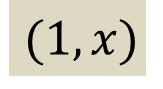 (1, x)